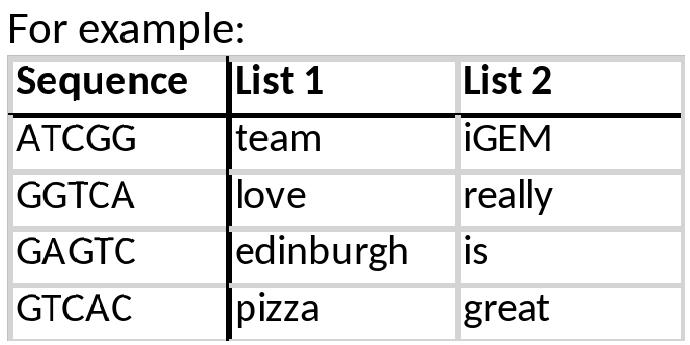 For example:
Sequence List 1 List 2
ATCGG team iGEM
GGTCA love really
GAGTC edinburgh is
GTCAC pizza great